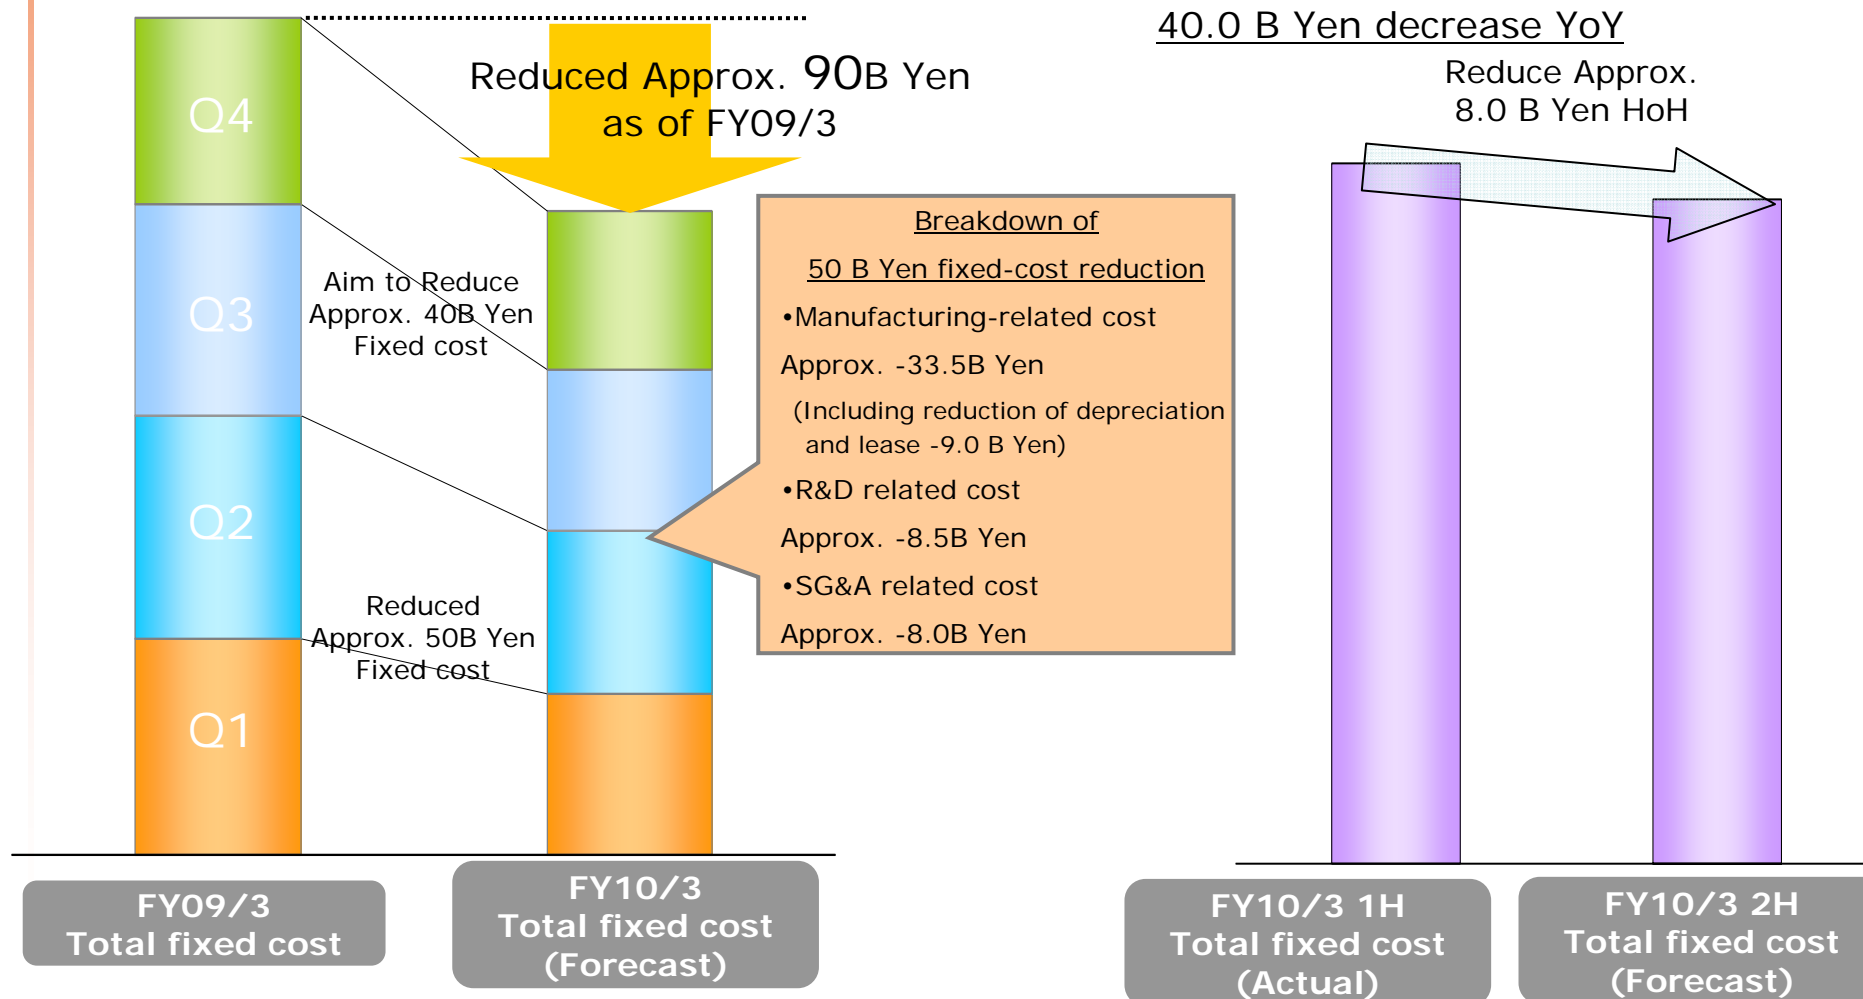 Reduced Approx. 90B Yen
as of FY09/3
Q4
Q3
Q2
Q1
Aim to Reduce
Approx. 40B Yen
Fixed cost
Reduced
Approx. 50B Yen
Fixed cost
Breakdown of
50 B Yen fixed-cost reduction
•Manufacturing-related cost
Approx. -33.5B Yen
(Including reduction of depreciation
and lease -9.0 B Yen)
•R&D related cost
Approx. -8.5B Yen
•SG&A related cost
Approx. -8.0B Yen
FY09/3
Total fixed cost
FY10/3
Total fixed cost
(Forecast)
40.0 B Yen decrease YoY
Reduce Approx.
8.0 B Yen HoH
FY10/3 1H
Total fixed cost
(Actual)
FY10/3 2H
Total fixed cost
(Forecast)